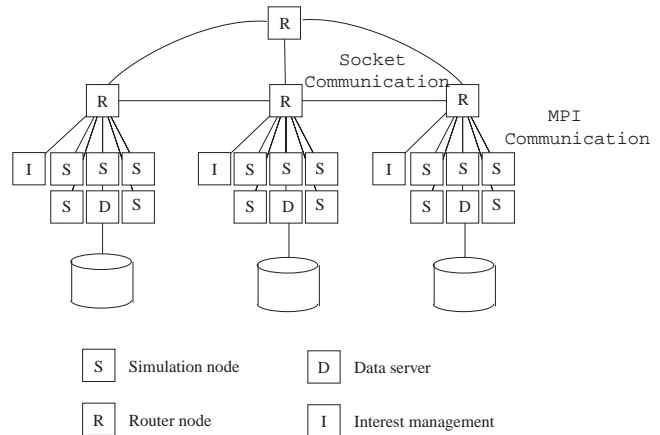 R
Socket
Communication
R R R
MPI
Communication
I S S S I S S S I S S S
S D S S D S S D S
S Simulation node D Data server
R Router node I Interest management